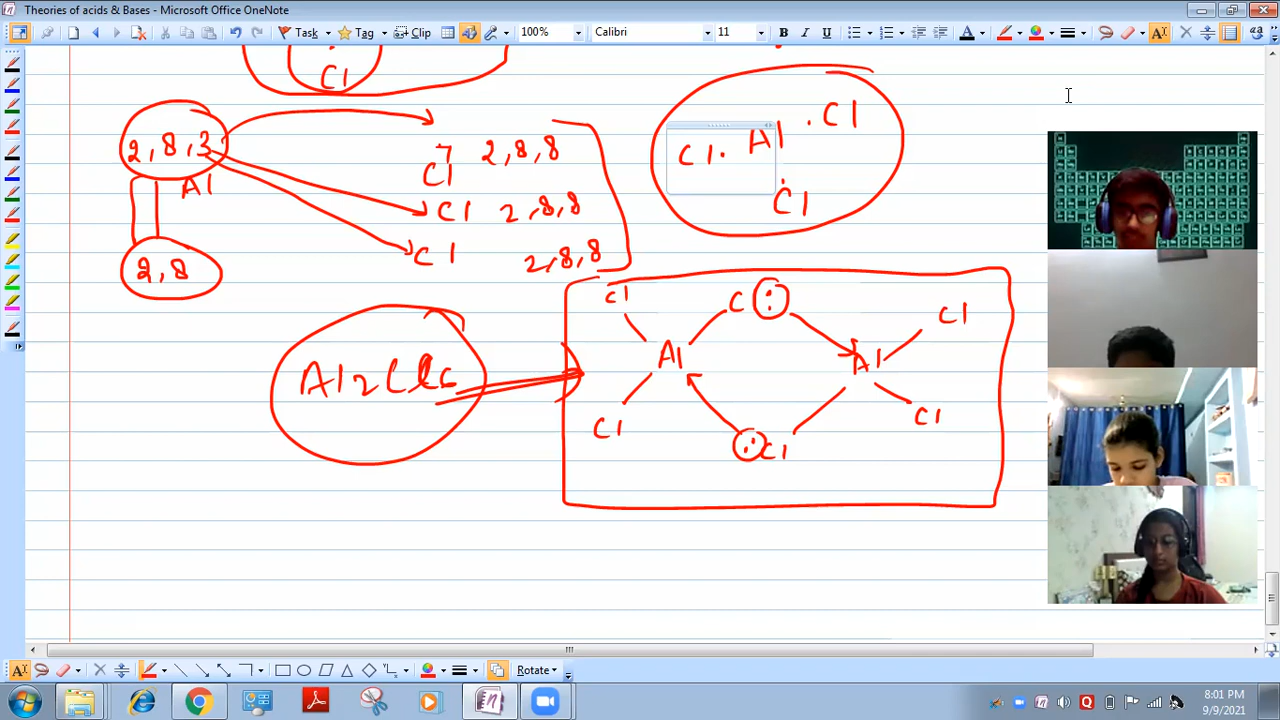 Theories of acids & Bases - Microsoft Office OneNote
Task Tag Clip 100% Calibri 11 B I U A
Cl
2,8,3
Al
2,8
Cl 7 2,8,8
Cl 2,8,8
Cl 2,8,8
Cl. Al .Cl
Cl
Al2Cl6
Cl Cl: Cl
Al Al
Cl :Cl Cl
Rotate
8:01 PM
9/9/2021